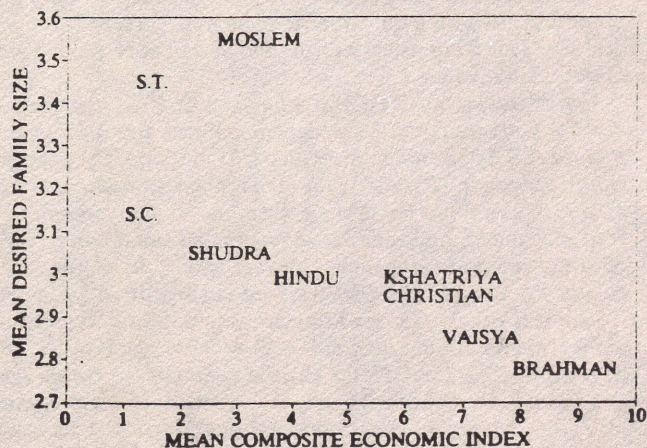 3.6
MOSLEM
3.5
S.T.
3.4
3.3
3.2
S.C.
3.1
SHUDRA
3
HINDU
KSHATRIYA
CHRISTIAN
2.9
VAISYA
2.8
BRAHMAN
2.7
0 1 2 3 4 5 6 7 8 9 10
MEAN DESIRED FAMILY SIZE
MEAN COMPOSITE ECONOMIC INDEX